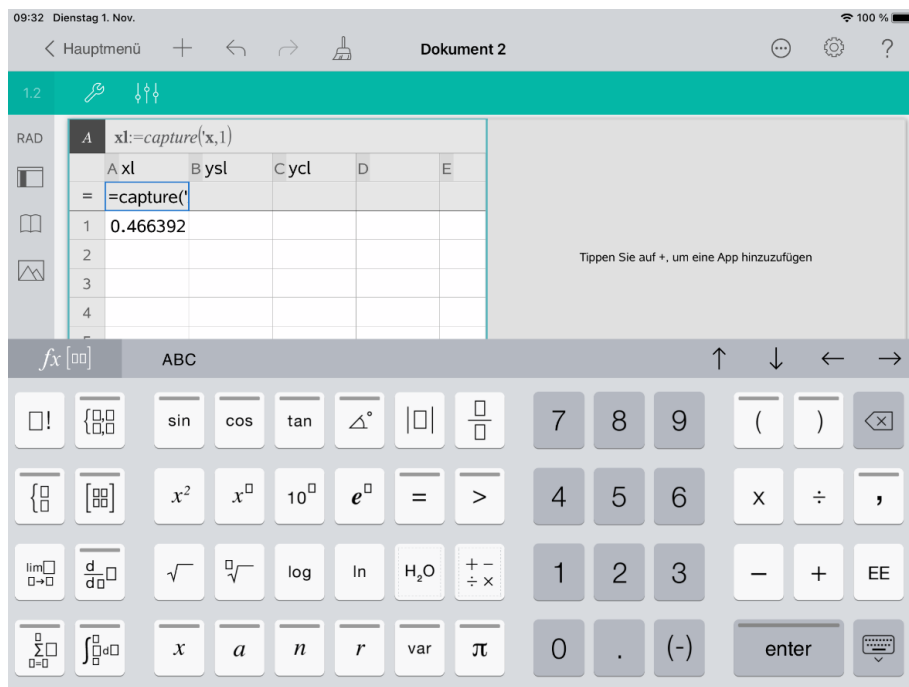 09:32 Dienstag 1. Nov. 100 %
Hauptmenü Dokument 2 ?
1.2
RAD A xl:=capture('x,1)
A xl B ysl C ycl D E
= =capture('
1 0.466392
2
3
4
Tippen Sie auf +, um eine App hinzuzufügen
fx ABC ↑ ↓ ← →
□! {□,□ sin cos tan ∠° |□| □/□ 7 8 9 ( )
{□ [□□] x² x^□ 10^□ e^□ = > 4 5 6 x ÷ ,
lim□ □→□ d/d□ □ √ □√ log ln H₂O + − ÷ × 1 2 3 − + EE
□ Σ □ □=□ ∫□d□ x a n r var π 0 . (-) enter